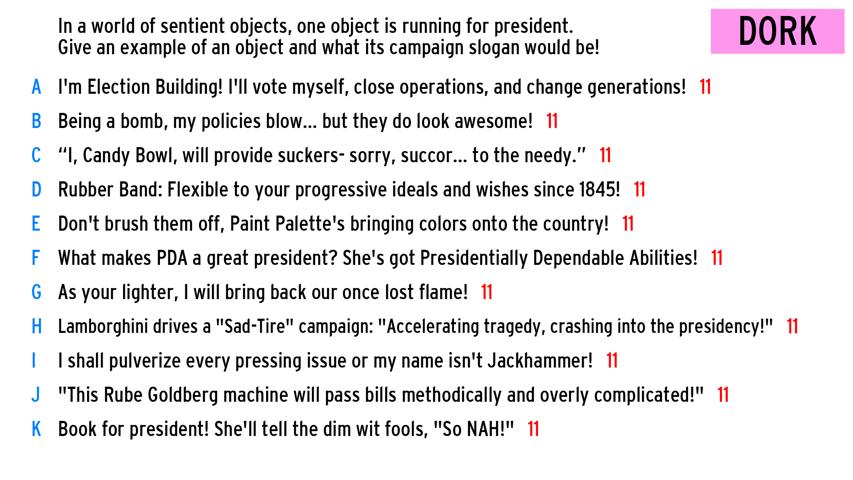 In a world of sentient objects, one object is running for president.
Give an example of an object and what its campaign slogan would be!
DORK
A I'm Election Building! I'll vote myself, close operations, and change generations! 11
B Being a bomb, my policies blow... but they do look awesome! 11
C “I, Candy Bowl, will provide suckers- sorry, succor... to the needy.” 11
D Rubber Band: Flexible to your progressive ideals and wishes since 1845! 11
E Don't brush them off, Paint Palette's bringing colors onto the country! 11
F What makes PDA a great president? She's got Presidentially Dependable Abilities! 11
G As your lighter, I will bring back our once lost flame! 11
H Lamborghini drives a "Sad-Tire" campaign: "Accelerating tragedy, crashing into the presidency!" 11
I I shall pulverize every pressing issue or my name isn't Jackhammer! 11
J "This Rube Goldberg machine will pass bills methodically and overly complicated!" 11
K Book for president! She'll tell the dim wit fools, "So NAH!" 11